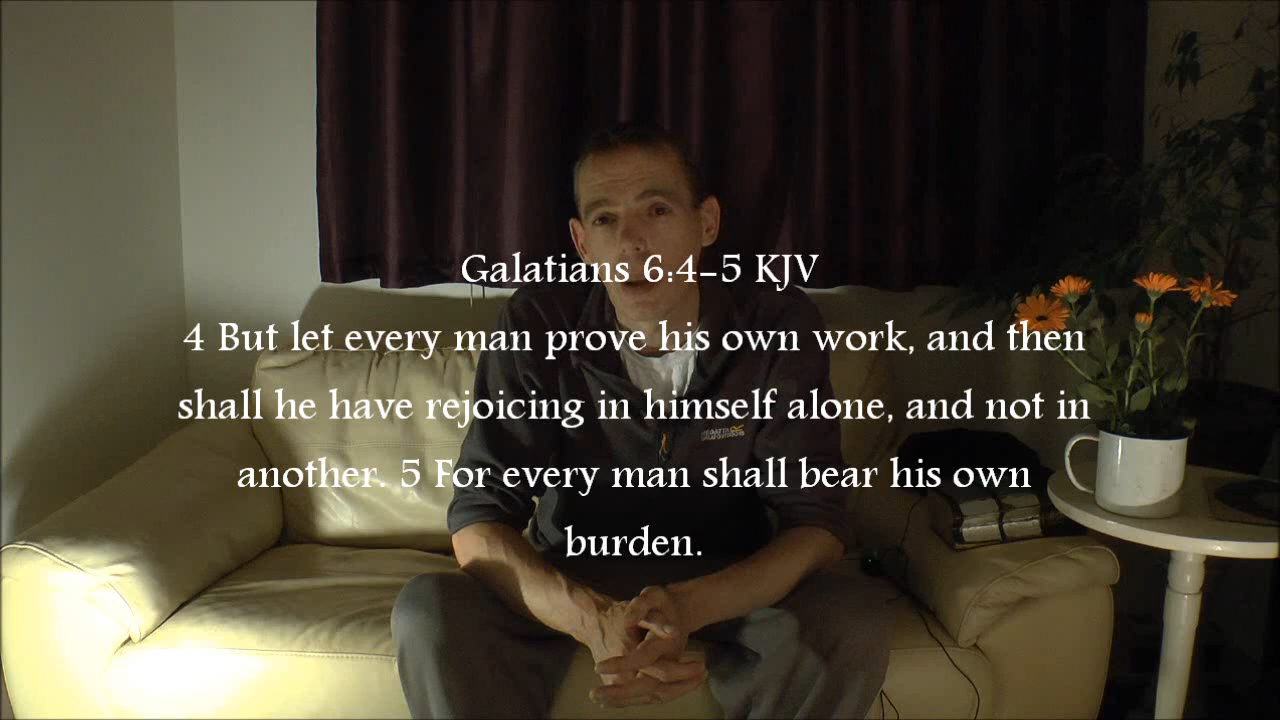 Galatians 6:4-5 KJV
4 But let every man prove his own work, and then
shall he have rejoicing in himself alone, and not in
another. 5 For every man shall bear his own
burden.